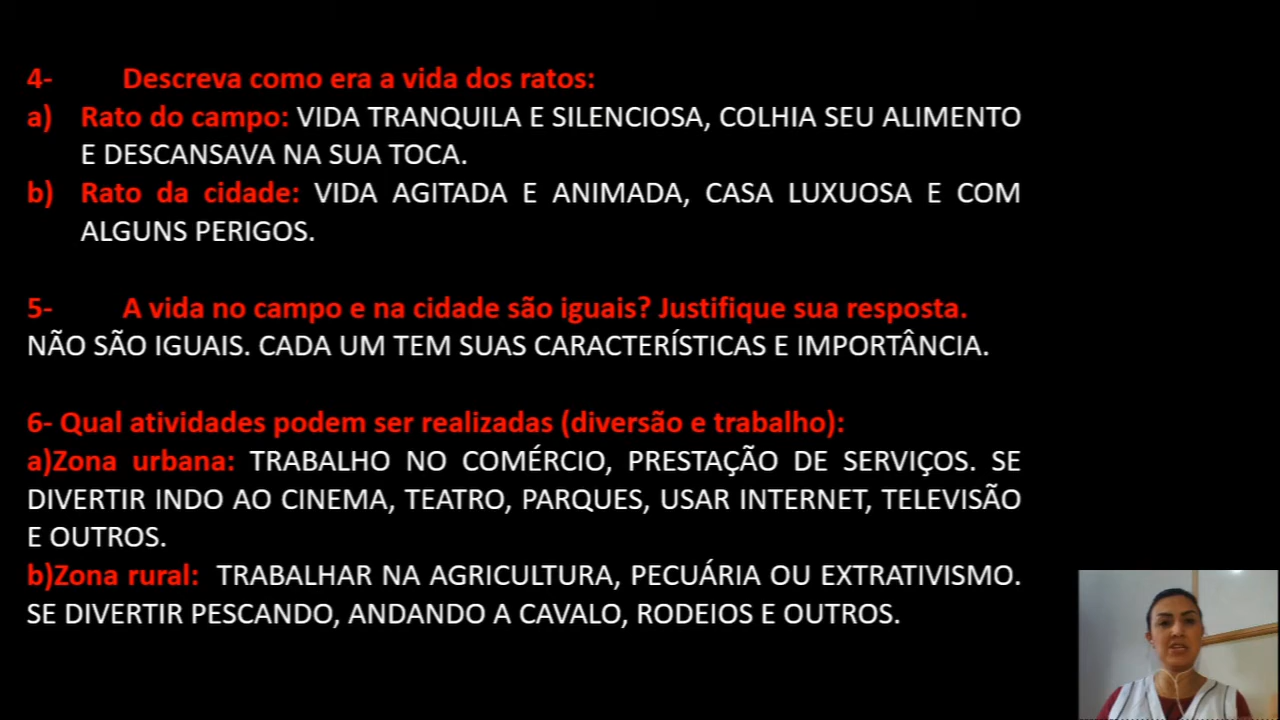 4- Descreva como era a vida dos ratos:
a) Rato do campo: VIDA TRANQUILA E SILENCIOSA, COLHIA SEU ALIMENTO
E DESCANSAVA NA SUA TOCA.
b) Rato da cidade: VIDA AGITADA E ANIMADA, CASA LUXUOSA E COM
ALGUNS PERIGOS.
5- A vida no campo e na cidade são iguais? Justifique sua resposta.
NÃO SÃO IGUAIS. CADA UM TEM SUAS CARACTERÍSTICAS E IMPORTÂNCIA.
6- Qual atividades podem ser realizadas (diversão e trabalho):
a)Zona urbana: TRABALHO NO COMÉRCIO, PRESTAÇÃO DE SERVIÇOS. SE
DIVERTIR INDO AO CINEMA, TEATRO, PARQUES, USAR INTERNET, TELEVISÃO
E OUTROS.
b)Zona rural: TRABALHAR NA AGRICULTURA, PECUÁRIA OU EXTRATIVISMO.
SE DIVERTIR PESCANDO, ANDANDO A CAVALO, RODEIOS E OUTROS.